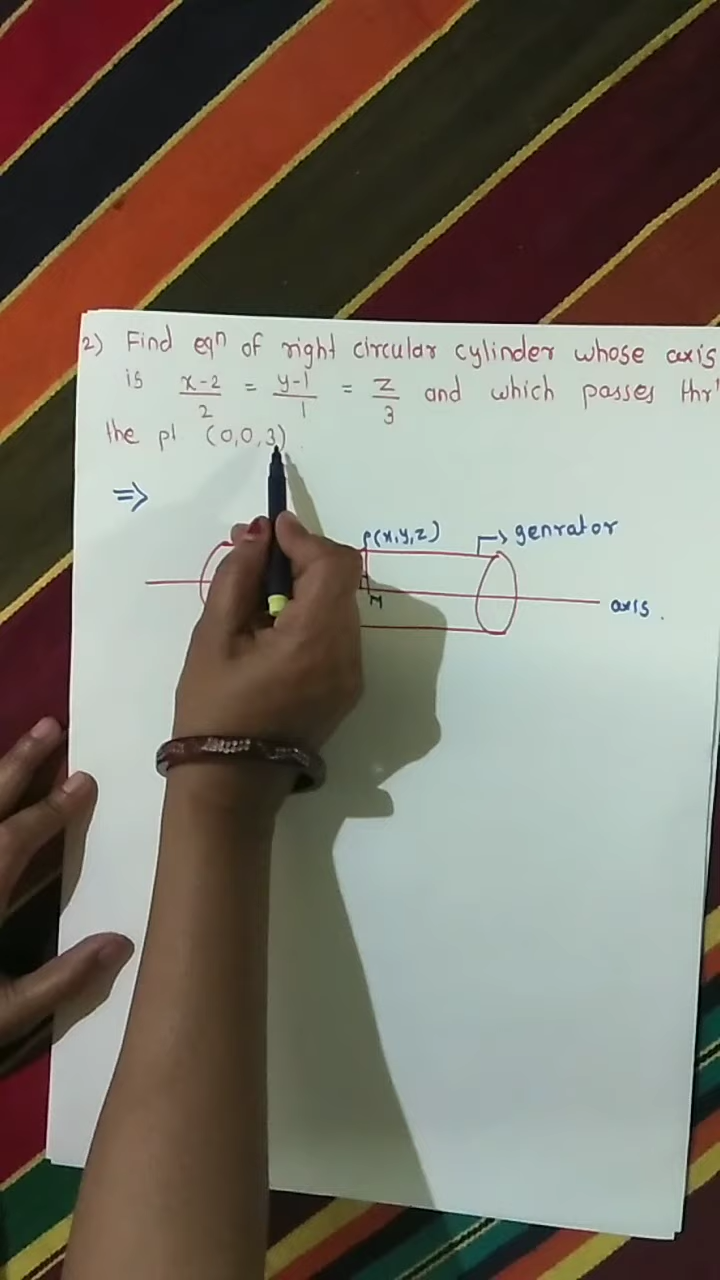 2) Find eqn of right circular cylinder whose axis
is x-2/2 = y-1/1 = z/3 and which passes thr'
the pt (0,0,3).
⇒
P(x,y,z) → genrator
M
axis.